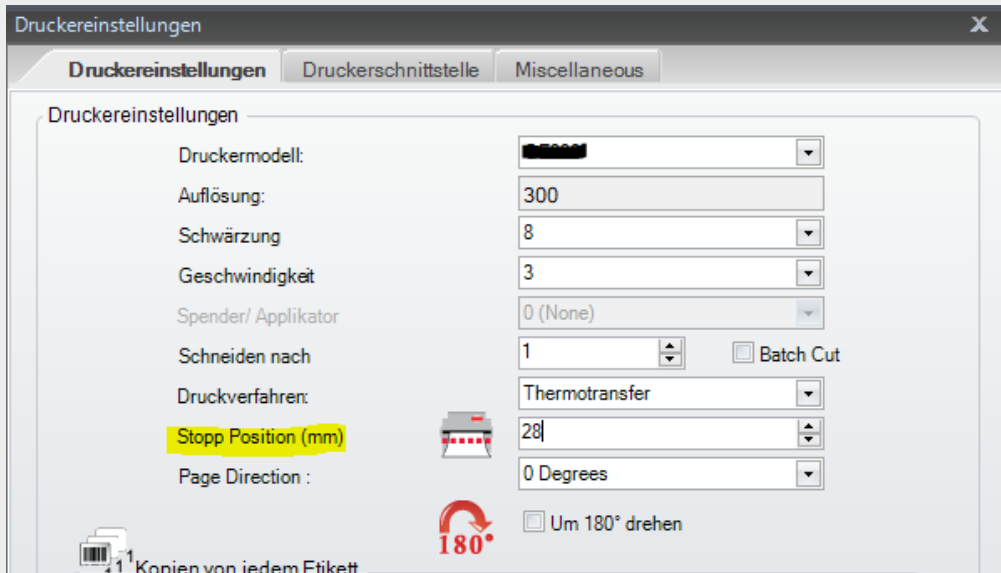 Druckereinstellungen X
Druckereinstellungen Druckerschnittstelle Miscellaneous
Druckereinstellungen
Druckermodell:
Auflösung: 300
Schwärzung 8
Geschwindigkeit 3
Spender/ Applikator 0 (None)
Schneiden nach 1 Batch Cut
Druckverfahren: Thermotransfer
Stopp Position (mm) 28
Page Direction : 0 Degrees
180° Um 180° drehen
1 1 Kopien von jedem Etikett